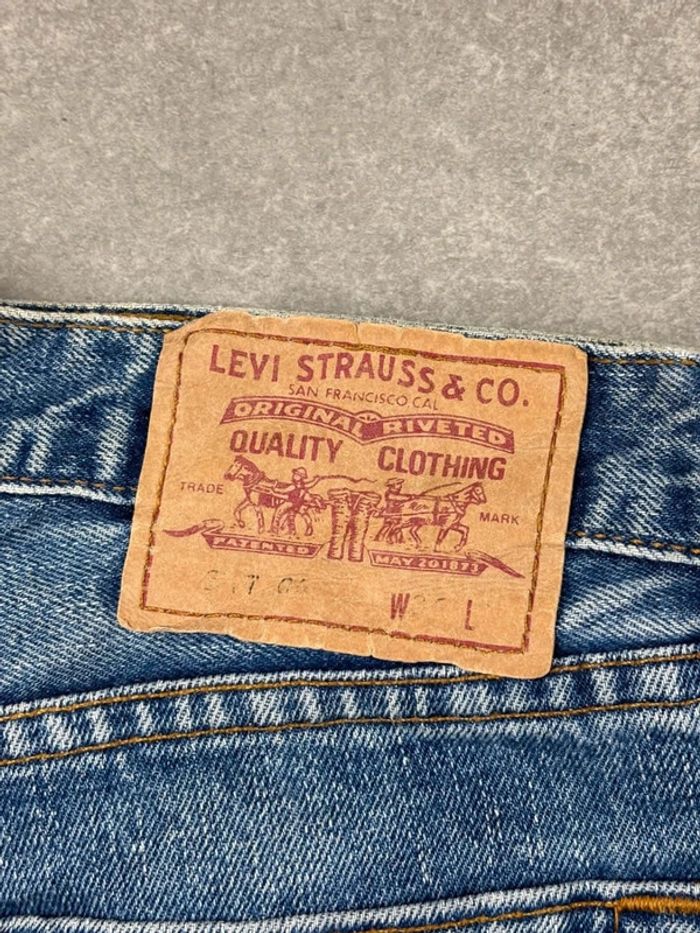 LEVI STRAUSS & CO.
SAN FRANCISCO CAL
ORIGINAL RIVETED
QUALITY CLOTHING
TRADE MARK
PATENTED MAY 20 1873
W L